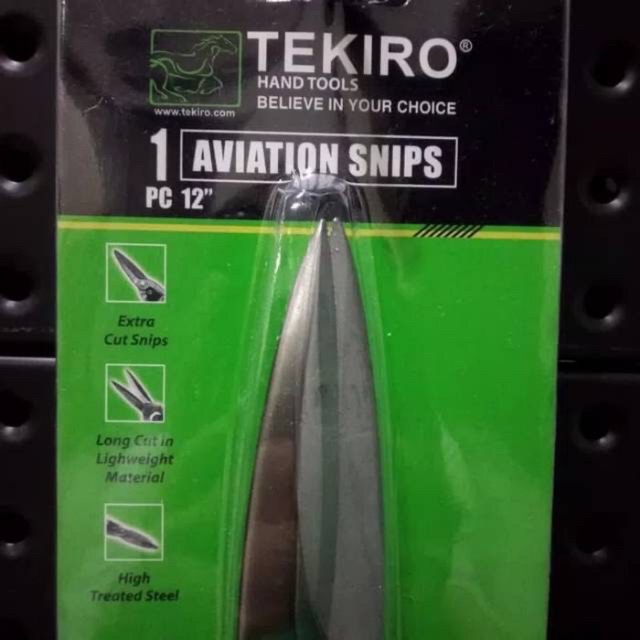 TEKIRO®
HAND TOOLS
BELIEVE IN YOUR CHOICE
www.tekiro.com
1 AVIATION SNIPS
PC 12”
Extra
Cut Snips
Long Cut in
Lighweight
Material
High
Treated Steel